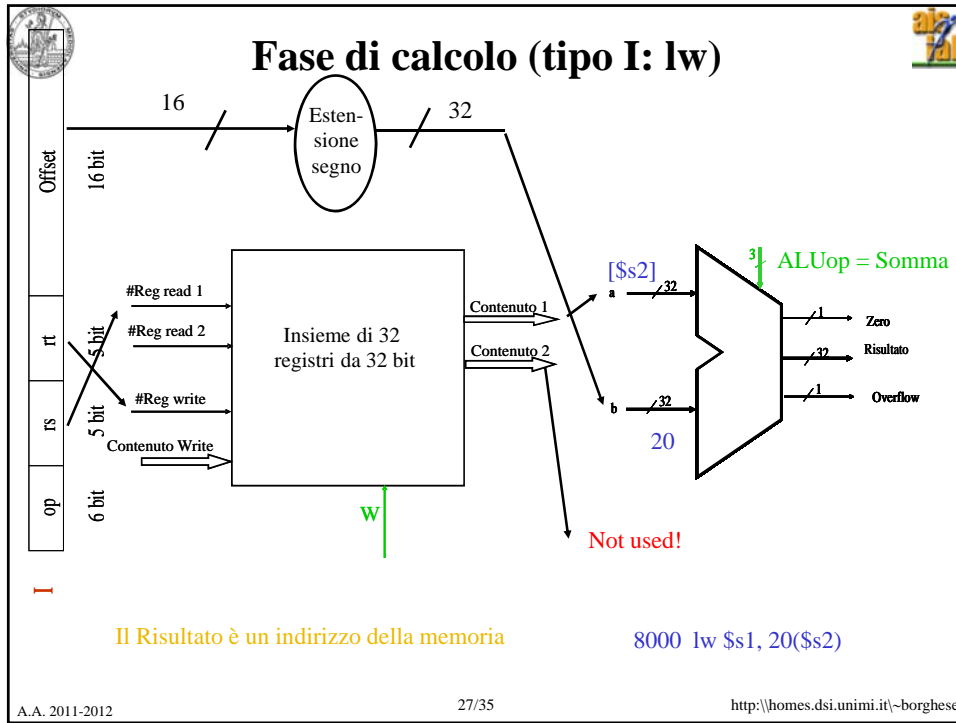 Fase di calcolo (tipo I: lw)
16
Esten-
sione
segno
32
Offset
16 bit
rt
5 bit
rs
5 bit
op
6 bit
I
#Reg read 1
#Reg read 2
#Reg write
Contenuto Write
Insieme di 32
registri da 32 bit
W
Contenuto 1
Contenuto 2
[$s2]
a
32
b
32
20
3
ALUop = Somma
1
Zero
32
Risultato
1
Overflow
Not used!
Il Risultato è un indirizzo della memoria
8000 lw $s1, 20($s2)
A.A. 2011-2012
27/35
http:\\homes.dsi.unimi.it\~borghese